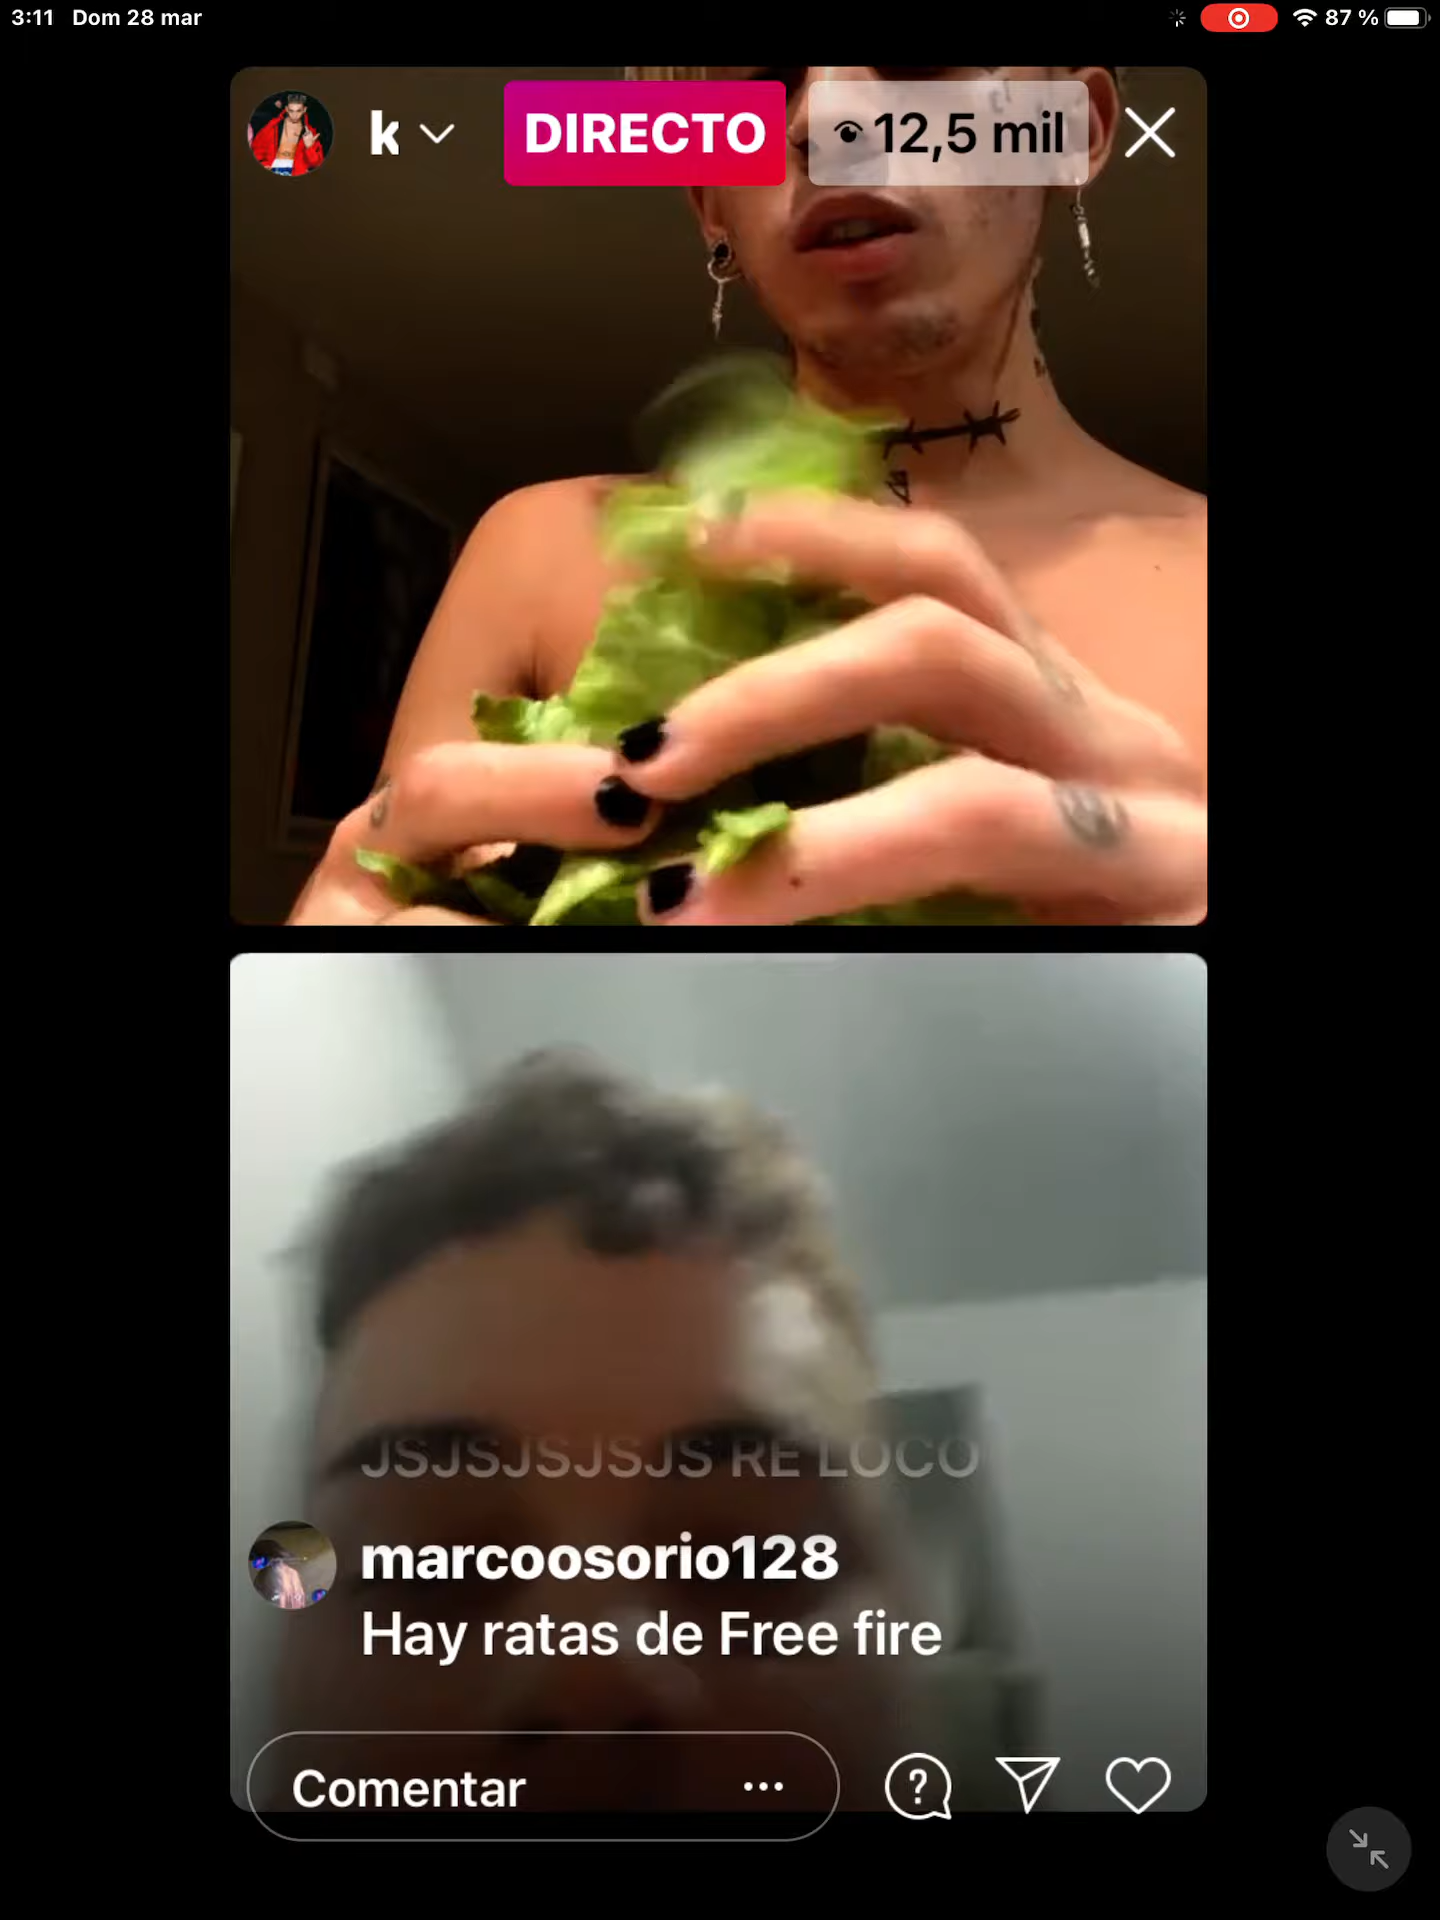 3:11 Dom 28 mar
87 %
k DIRECTO 12,5 mil
JSJSJSJSJS RE LOCO
marcoosorio128
Hay ratas de Free fire
Comentar